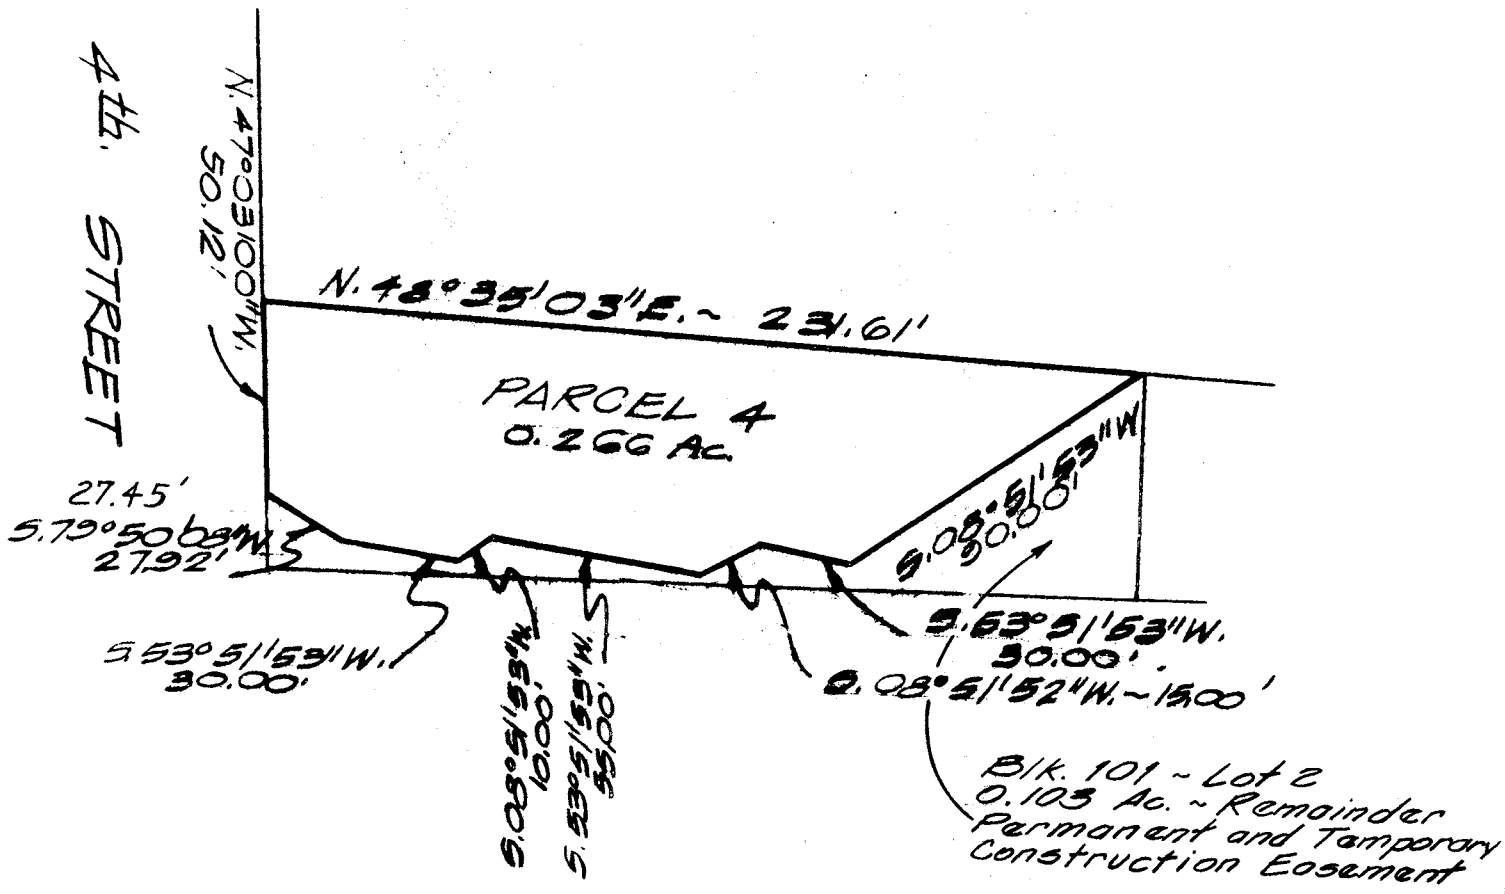 4th. STREET
N.47°03'00"W.
50.12'
N. 48°35'03"E. ~ 231.61'
PARCEL 4
0.266 Ac.
27.45'
S.79°50'08"W
27.92'
S.53°51'53"W.
30.00'
S.08°51'53"W.
10.00'
S.53°51'53"W.
55.00'
S.08°51'53"W
90.00'
S.53°51'53"W.
30.00'
S.08°51'52"W.~15.00'
Blk. 101 ~ Lot 2
0.103 Ac. ~ Remainder
Permanent and Temporary
Construction Easement